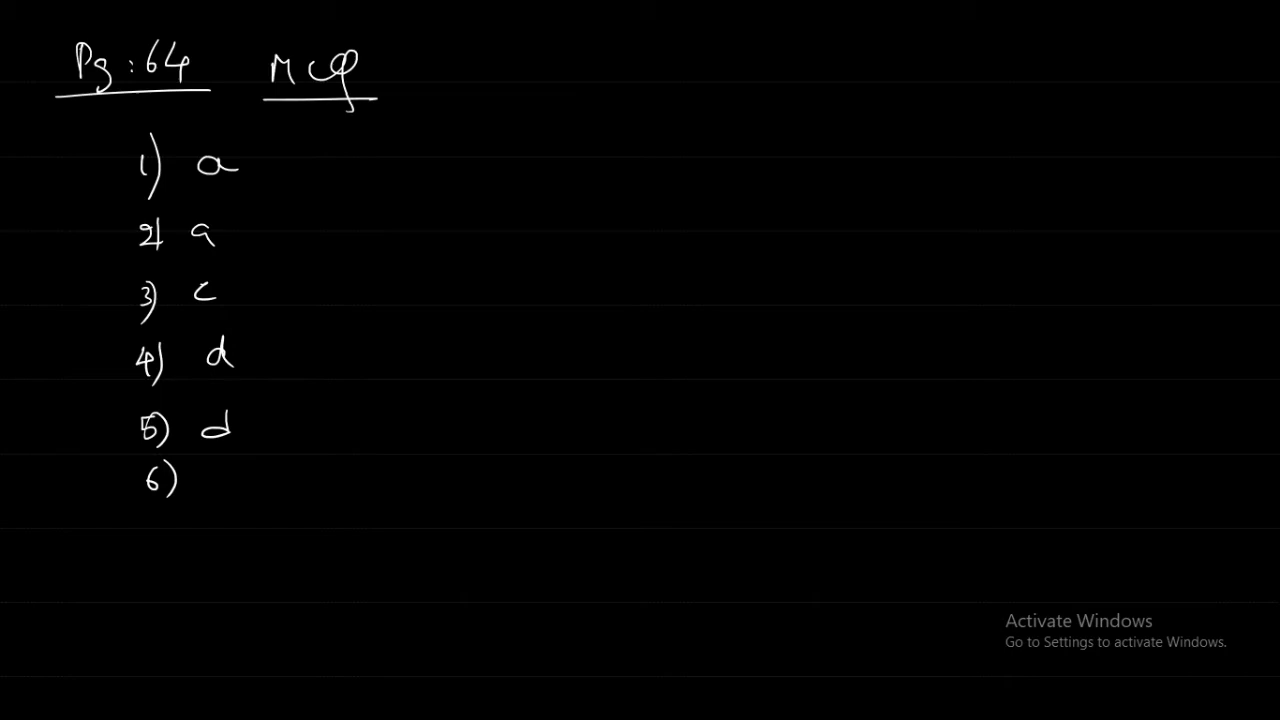 Pg : 64 MCQ
1) a
2) a
3) c
4) d
5) d
6)
Activate Windows
Go to Settings to activate Windows.